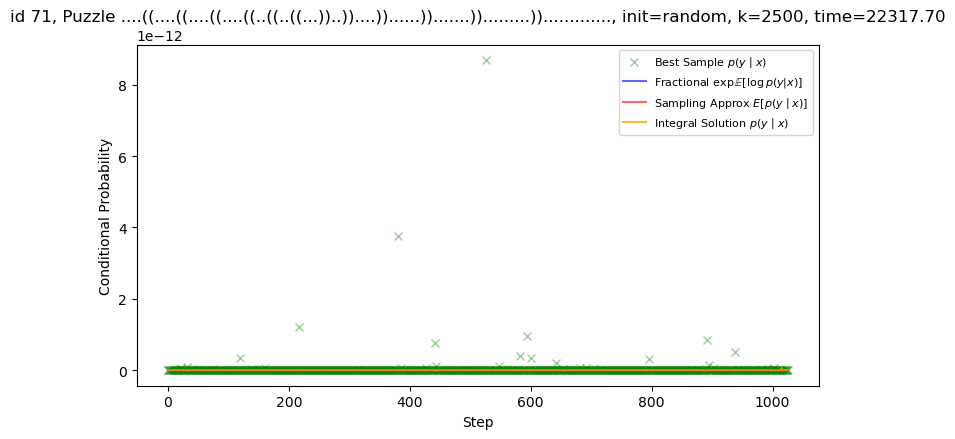 id 71, Puzzle ....((....((....((....((..((..((...))..))....))......)).......)).........))............., init=random, k=2500, time=22317.70
1e−12
Best Sample p(y | x)
Fractional exp 𝔼[log p(y|x)]
Sampling Approx E[p(y | x)]
Integral Solution p(y | x)
8
6
4
2
0
Conditional Probability
0 200 400 600 800 1000
Step